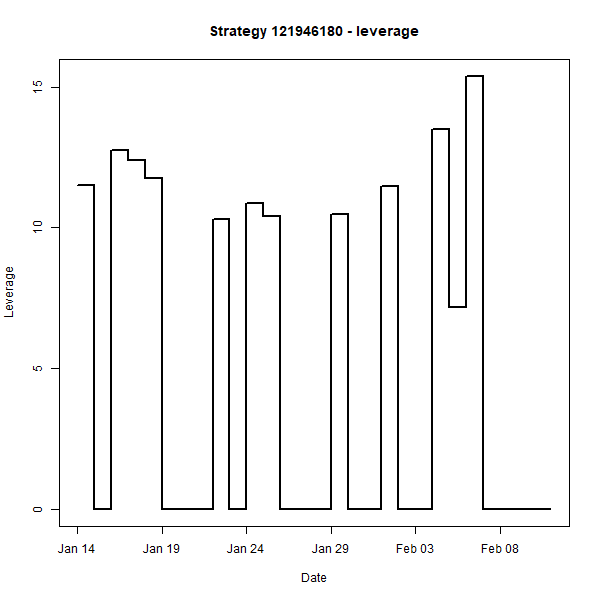 Strategy 121946180 - leverage
15
10
5
0
Leverage
Jan 14 Jan 19 Jan 24 Jan 29 Feb 03 Feb 08
Date